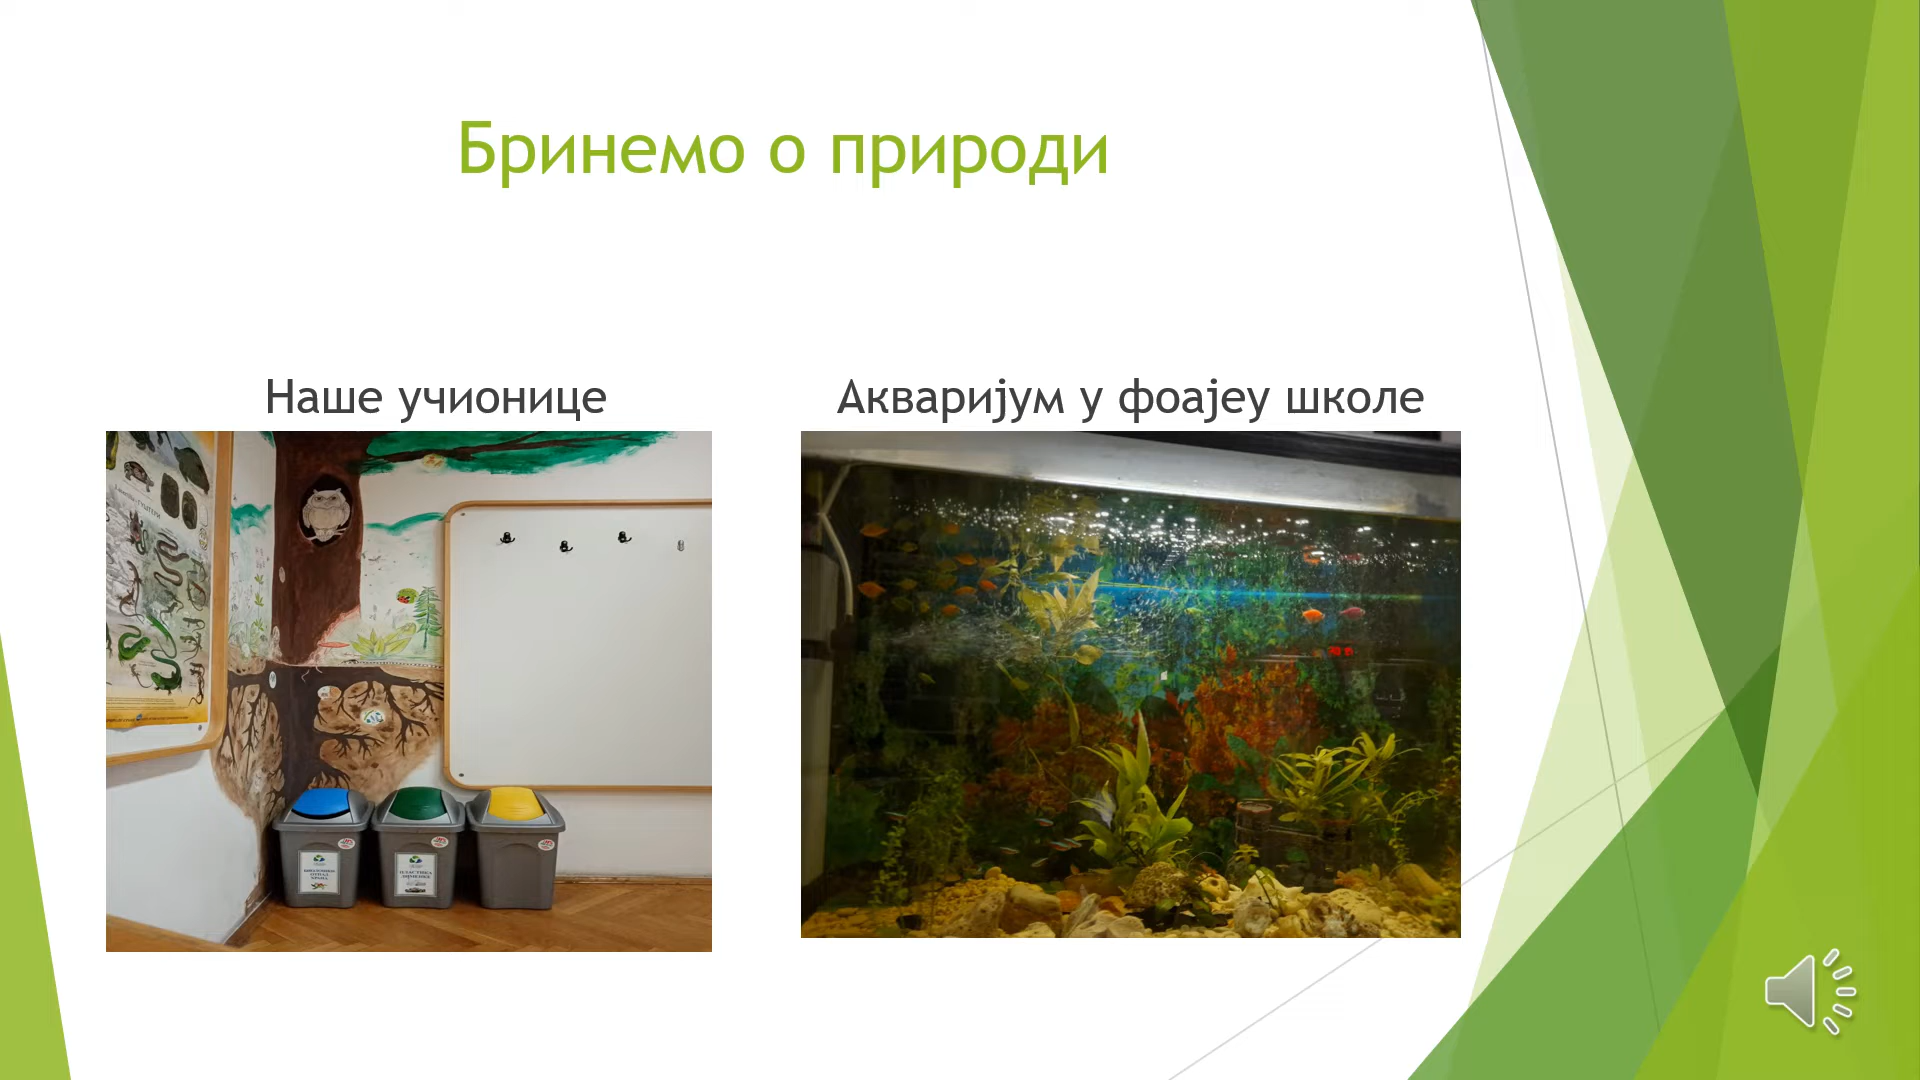 Бринемо о природи
Наше учионице
Акваријум у фоајеу школе